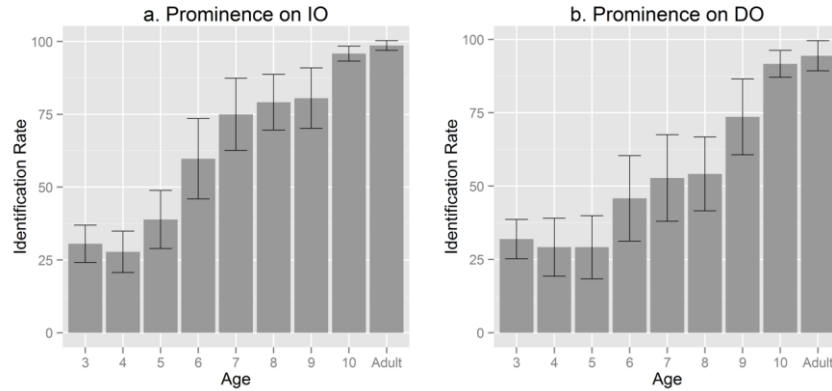 a. Prominence on IO
Identification Rate
100
75
50
25
0
3 4 5 6 7 8 9 10 Adult
Age
b. Prominence on DO
Identification Rate
100
75
50
25
0
3 4 5 6 7 8 9 10 Adult
Age